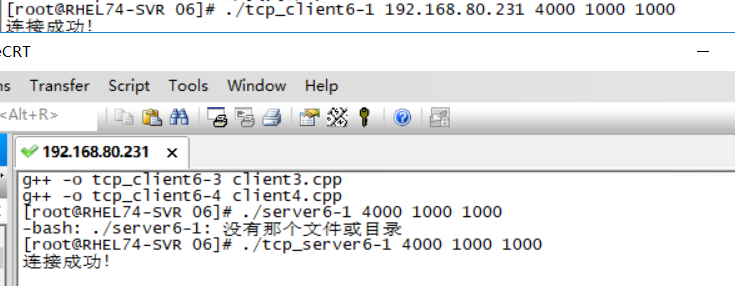 [root@RHEL74-SVR 06]# ./tcp_client6-1 192.168.80.231 4000 1000 1000
连接成功!
eCRT
ns Transfer Script Tools Window Help
<Alt+R>
192.168.80.231
g++ -o tcp_client6-3 client3.cpp
g++ -o tcp_client6-4 client4.cpp
[root@RHEL74-SVR 06]# ./server6-1 4000 1000 1000
-bash: ./server6-1: 没有那个文件或目录
[root@RHEL74-SVR 06]# ./tcp_server6-1 4000 1000 1000
连接成功!